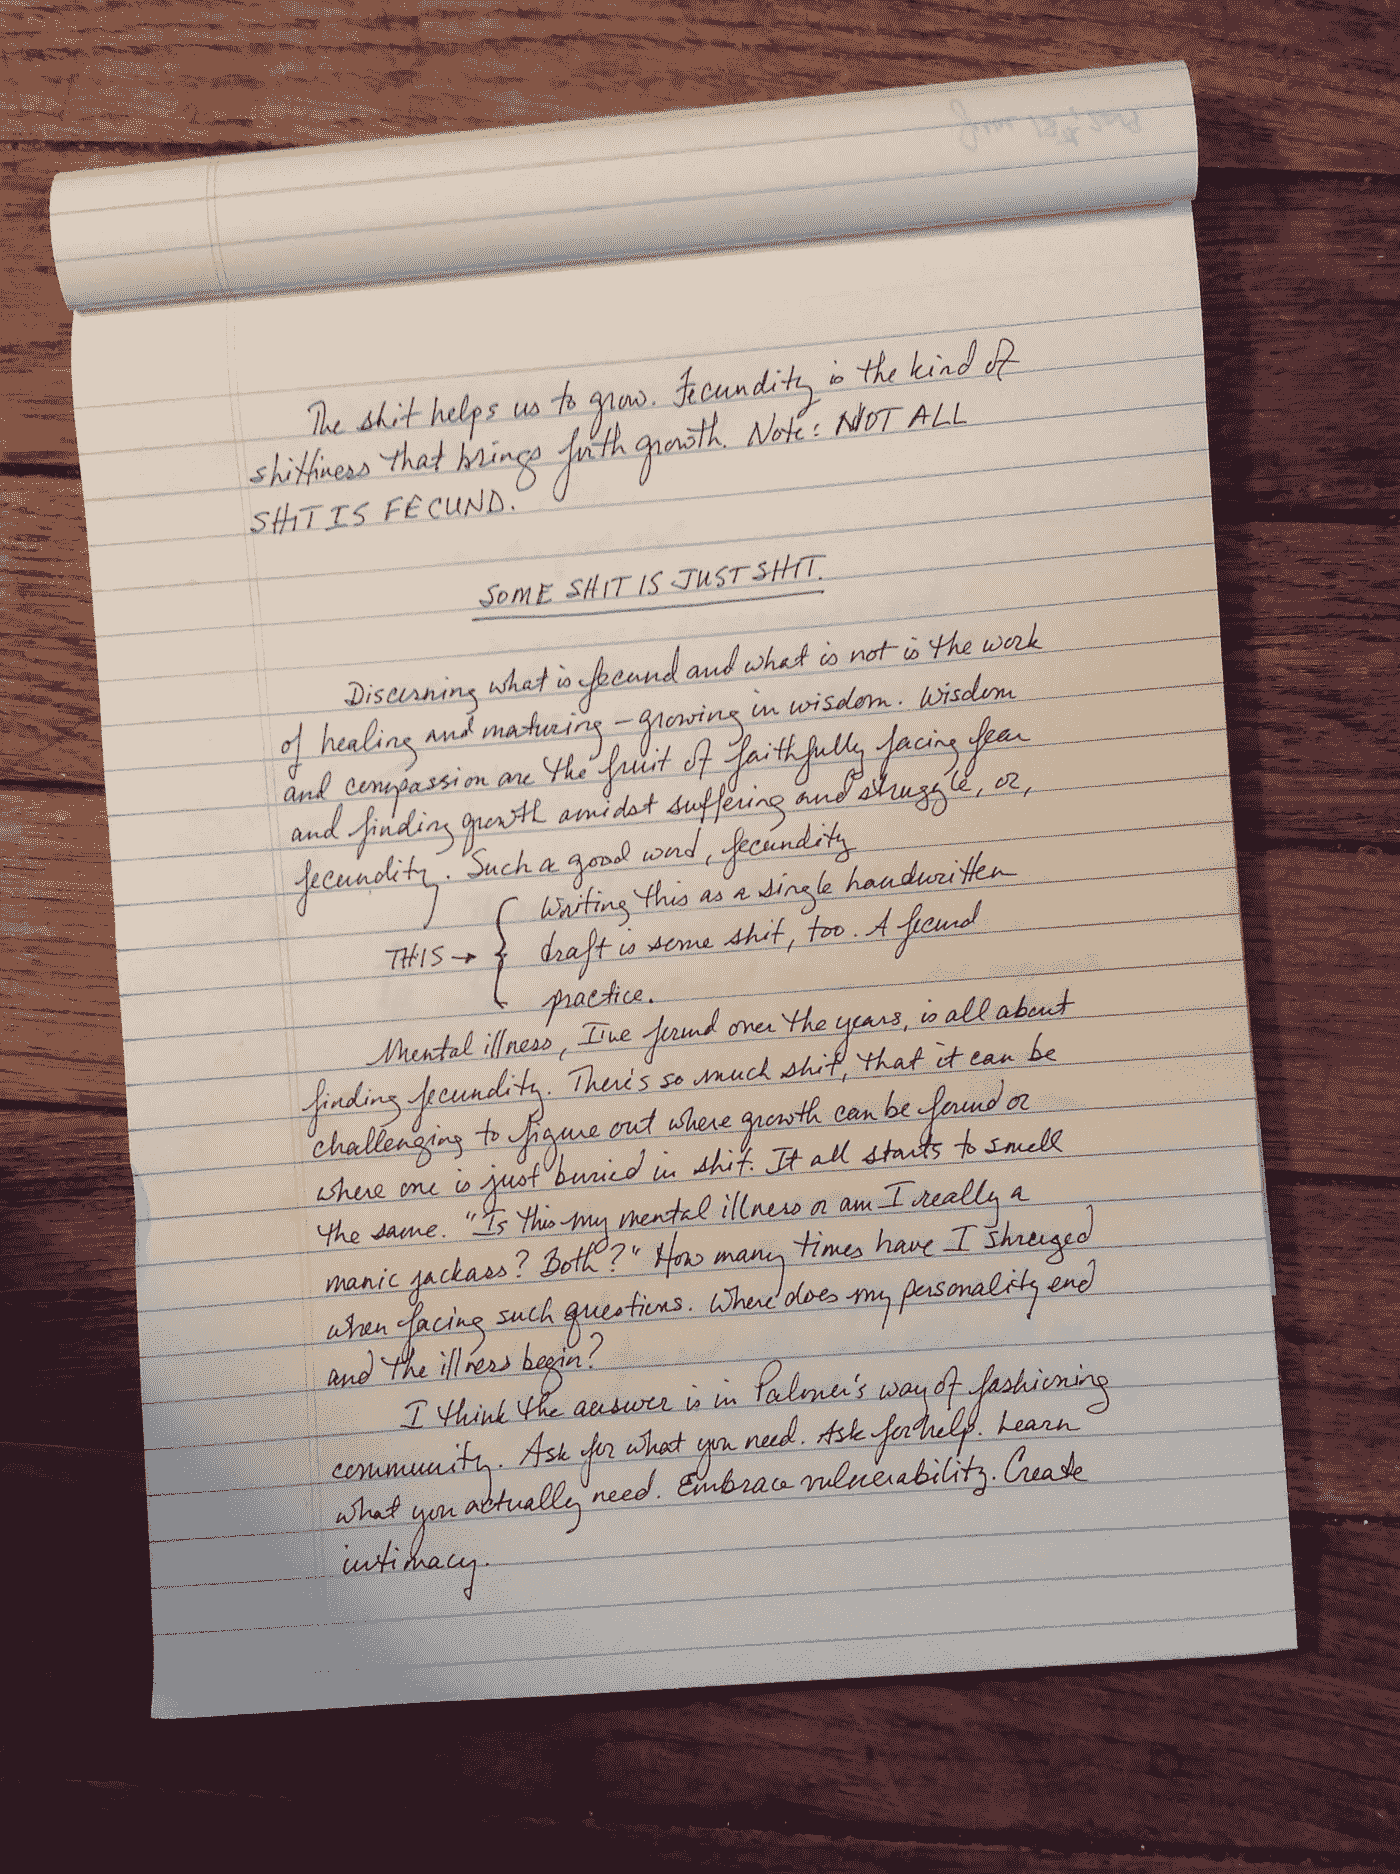 The shit helps us to grow. Fecundity is the kind of
shittiness that brings forth growth. Note: NOT ALL
SHIT IS FECUND.
SOME SHIT IS JUST SHIT.
Discerning what is fecund and what is not is the work
of healing and maturing – growing in wisdom. Wisdom
and compassion are the fruit of faithfully facing fear
and finding growth amidst suffering and struggle, or,
fecundity. Such a good word, fecundity
Writing this as a single handwritten
THIS → { draft is some shit, too. A fecund
practice.
Mental illness, I've found over the years, is all about
finding fecundity. There's so much shit, that it can be
challenging to figure out where growth can be found or
where one is just buried in shit. It all starts to smell
the same. "Is this my mental illness or am I really a
manic jackass? Both?" How many times have I shrugged
when facing such questions. Where does my personality end
and the illness begin?
I think the answer is in Palmer's way of fashioning
community. Ask for what you need. Ask for help. Learn
what you actually need. Embrace vulnerability. Create
intimacy.